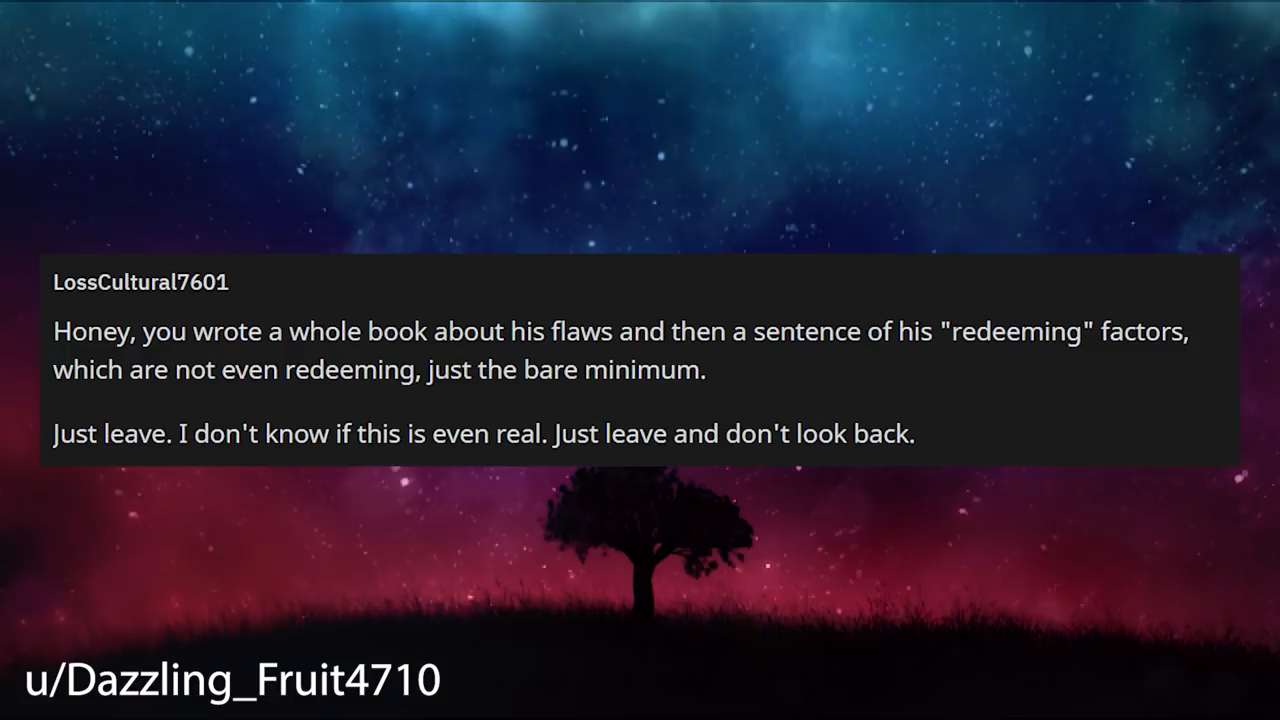 LossCultural7601
Honey, you wrote a whole book about his flaws and then a sentence of his "redeeming" factors,
which are not even redeeming, just the bare minimum.
Just leave. I don't know if this is even real. Just leave and don't look back.
u/Dazzling_Fruit4710